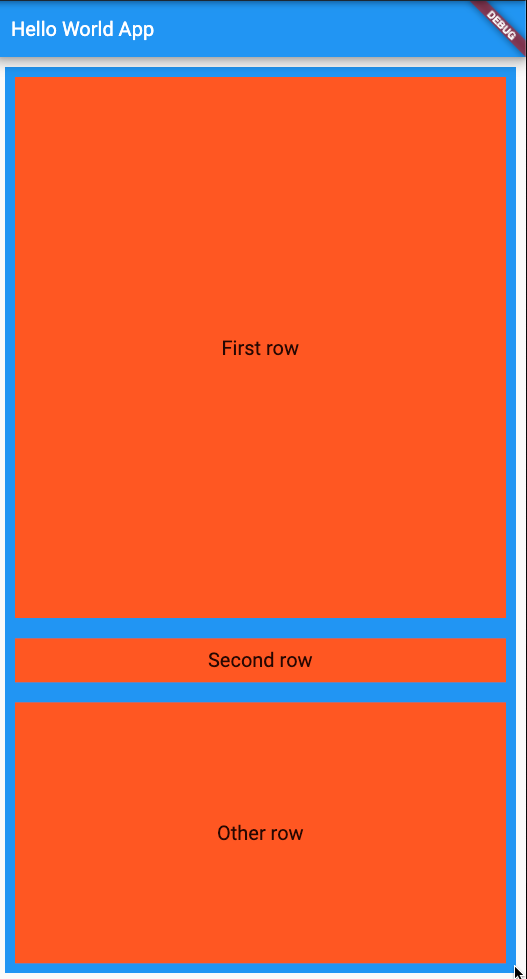 Hello World App
DEBUG
First row
Second row
Other row